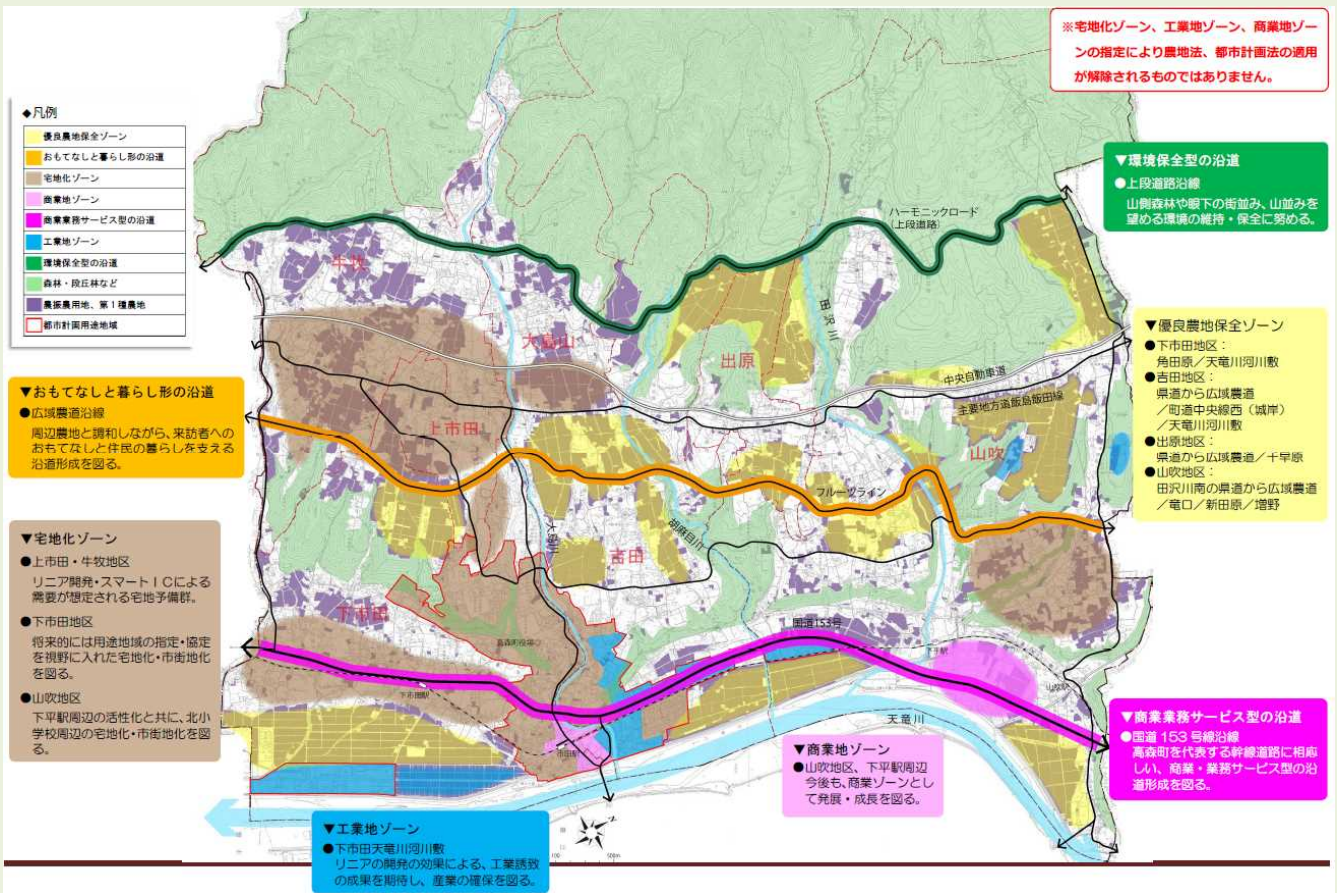 ※宅地化ゾーン、工業地ゾーン、商業地ゾー
ンの指定により農地法、都市計画法の適用
が解除されるものではありません。
◆凡例
優良農地保全ゾーン
おもてなしと暮らし形の沿道
宅地化ゾーン
商業地ゾーン
商業業務サービス型の沿道
工業地ゾーン
環境保全型の沿道
森林・段丘林など
農振農用地、第1種農地
都市計画用途地域
▼環境保全型の沿道
●上段道路沿線
山側森林や眼下の街並み、山並みを
望める環境の維持・保全に努める。
ハーモニックロード
(上段道路)
牛牧
大島山
出原
田沢川
中央自動車道
主要地方道飯島飯田線
上市田
山吹
フルーツライン
大島川
胡麻目川
吉田
下市田
高森町役場
国道153号
下平駅
山吹駅
下市田駅
市田駅
天竜川
▼優良農地保全ゾーン
●下市田地区：
角田原／天竜川河川敷
●吉田地区：
県道から広域農道
／町道中央線西（城岸）
／天竜川河川敷
●出原地区：
県道から広域農道／千早原
●山吹地区：
田沢川南の県道から広域農道
／竜口／新田原／増野
▼おもてなしと暮らし形の沿道
●広域農道沿線
周辺農地と調和しながら、来訪者への
おもてなしと住民の暮らしを支える
沿道形成を図る。
▼宅地化ゾーン
●上市田・牛牧地区
リニア開発・スマートＩＣによる
需要が想定される宅地予備群。
●下市田地区
将来的には用途地域の指定・協定
を視野に入れた宅地化・市街地化
を図る。
●山吹地区
下平駅周辺の活性化と共に、北小
学校周辺の宅地化・市街地化を図
る。
▼商業地ゾーン
●山吹地区、下平駅周辺
今後も、商業ゾーンとし
て発展・成長を図る。
▼商業業務サービス型の沿道
●国道 153 号線沿線
高森町を代表する幹線道路に相応
しい、商業・業務サービス型の沿
道形成を図る。
▼工業地ゾーン
●下市田天竜川河川敷
リニアの開発の効果による、工業誘致
の成果を期待し、産業の確保を図る。
100
500m